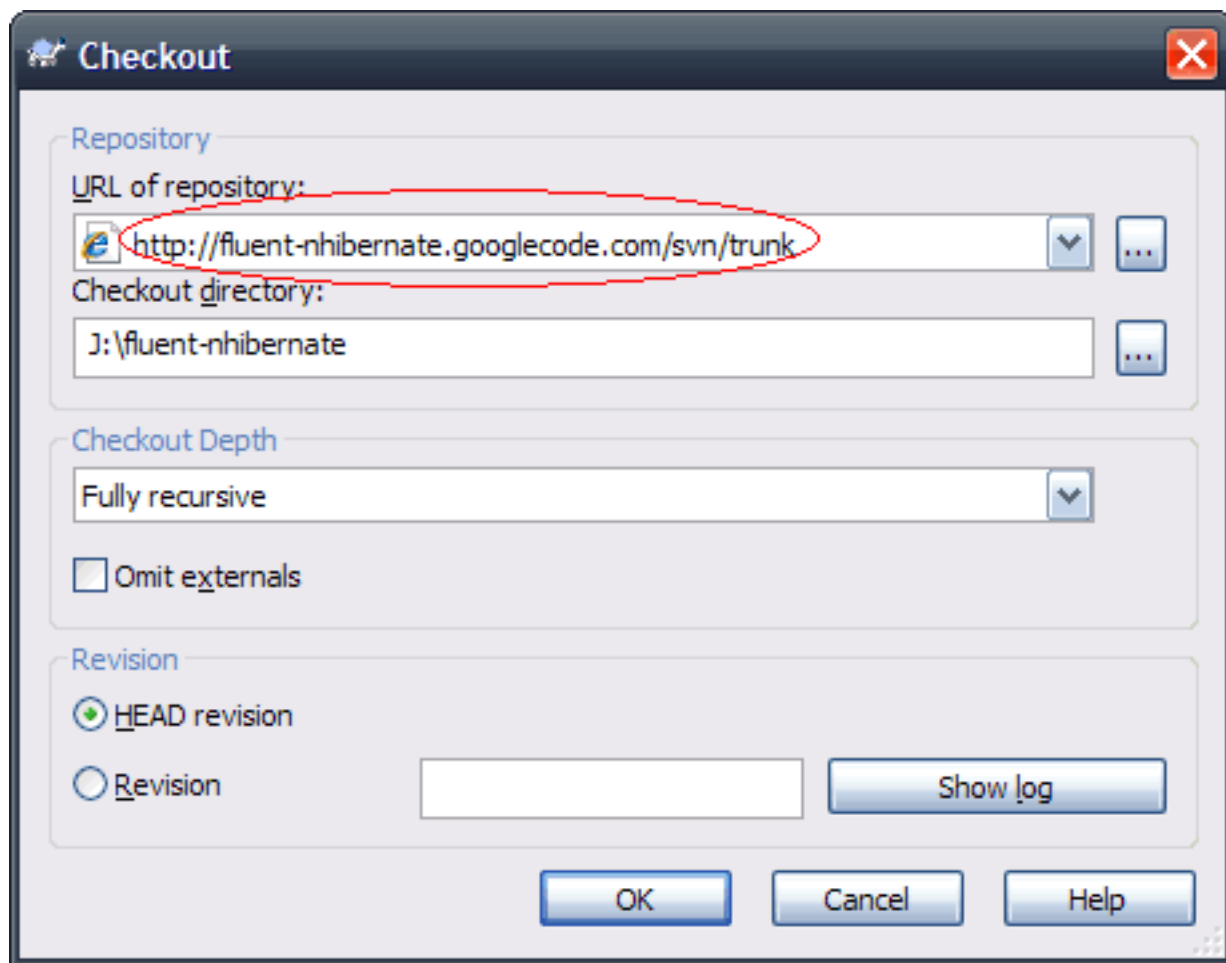 Checkout
Repository
URL of repository:
http://fluent-nhibernate.googlecode.com/svn/trunk
...
Checkout directory:
J:\fluent-nhibernate
...
Checkout Depth
Fully recursive
Omit externals
Revision
HEAD revision
Revision
Show log
OK Cancel Help